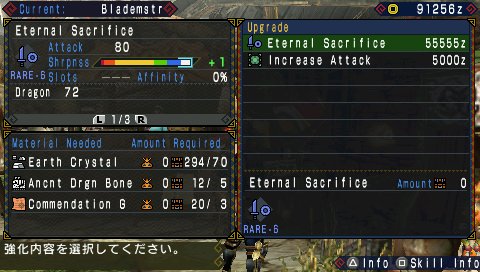 Current: Blademstr
91256z
Eternal Sacrifice
Attack 80
Shrpnss +1
RARE-6 Slots --- Affinity 0%
Dragon 72
L 1/3 R
Material Needed Amount Required
Earth Crystal 0 294/70
Ancnt Drgn Bone 0 12/ 5
Commendation G 0 20/ 3
Upgrade
Eternal Sacrifice 55555z
Increase Attack 5000z
Eternal Sacrifice Amount 0
RARE-6
強化内容を選択してください。
Info Skill Info